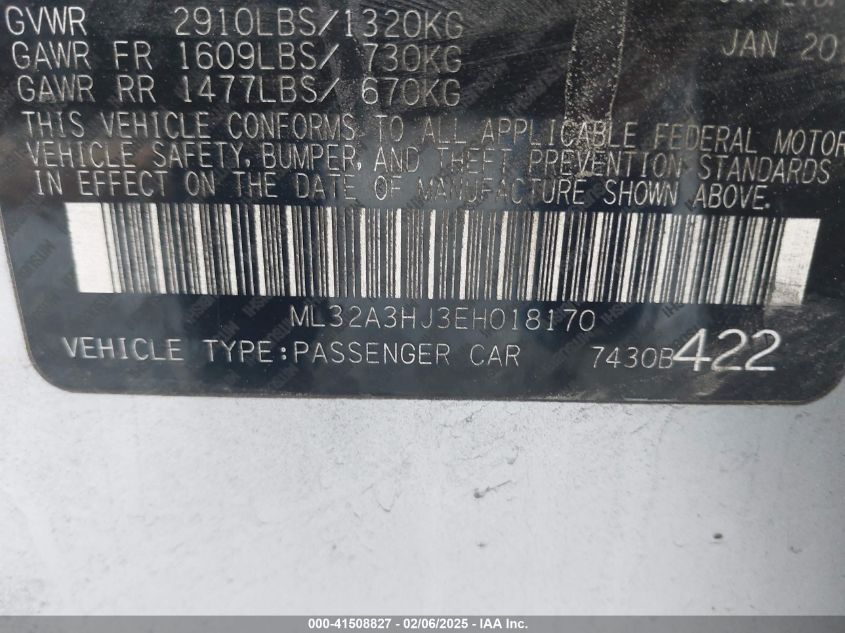 GVWR 2910LBS/1320KG
JAN 20
GAWR FR 1609LBS/ 730KG
GAWR RR 1477LBS/ 670KG
THIS VEHICLE CONFORMS TO ALL APPLICABLE FEDERAL MOTOR
VEHICLE SAFETY, BUMPER, AND THEFT PREVENTION STANDARDS
IN EFFECT ON THE DATE OF MANUFACTURE SHOWN ABOVE.
ML32A3HJ3EH018170
VEHICLE TYPE:PASSENGER CAR 7430B422
000-41508827 - 02/06/2025 - IAA Inc.